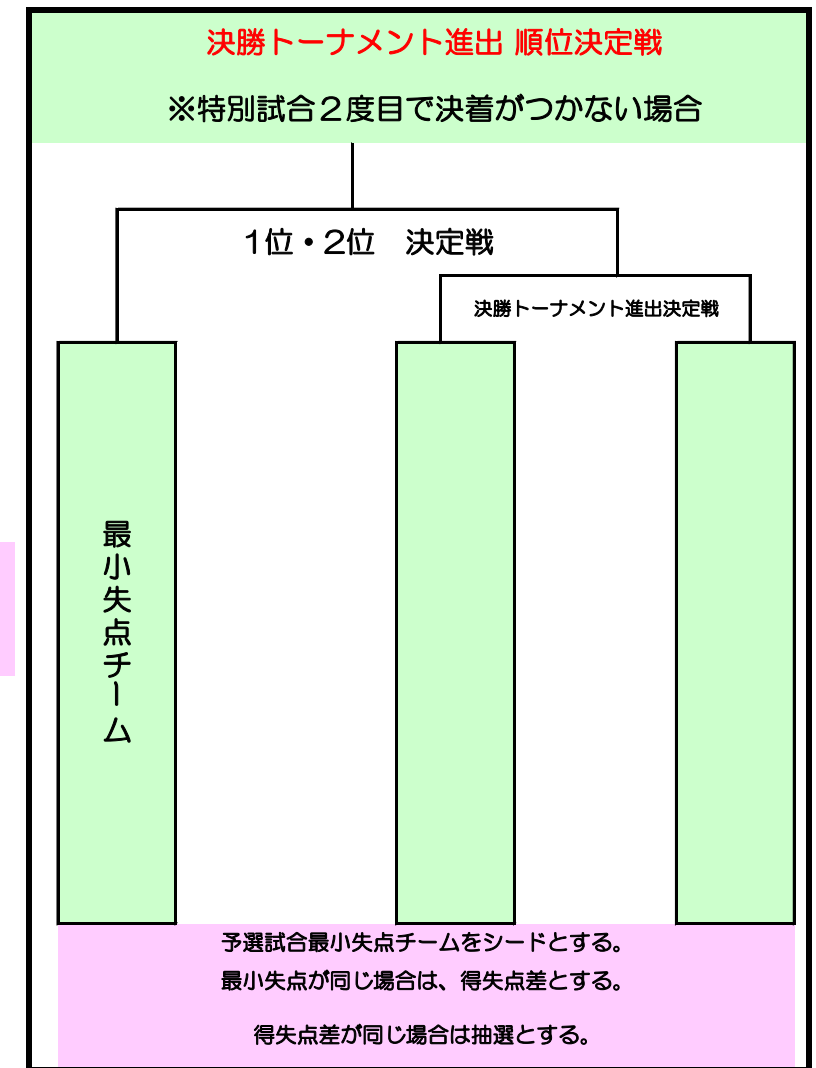 決勝トーナメント進出 順位決定戦
※特別試合２度目で決着がつかない場合
1位・2位　決定戦
決勝トーナメント進出決定戦
最小失点チーム
予選試合最小失点チームをシードとする。
最小失点が同じ場合は、得失点差とする。
得失点差が同じ場合は抽選とする。